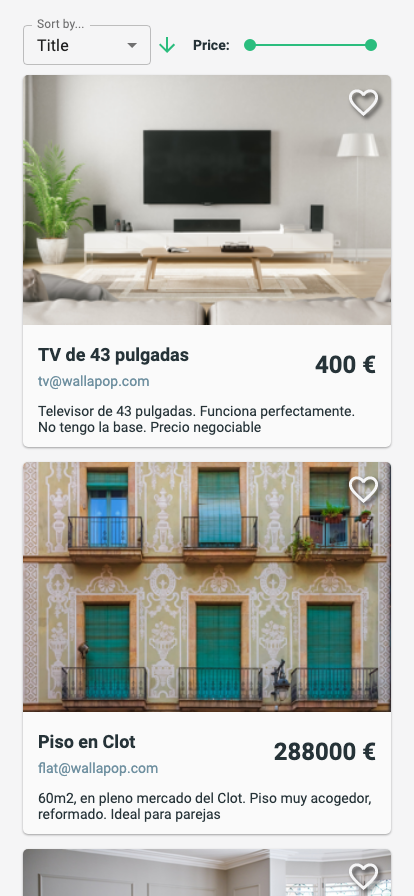 Sort by...
Title
Price:
TV de 43 pulgadas
400 €
tv@wallapop.com
Televisor de 43 pulgadas. Funciona perfectamente.
No tengo la base. Precio negociable
Piso en Clot
288000 €
flat@wallapop.com
60m2, en pleno mercado del Clot. Piso muy acogedor,
reformado. Ideal para parejas